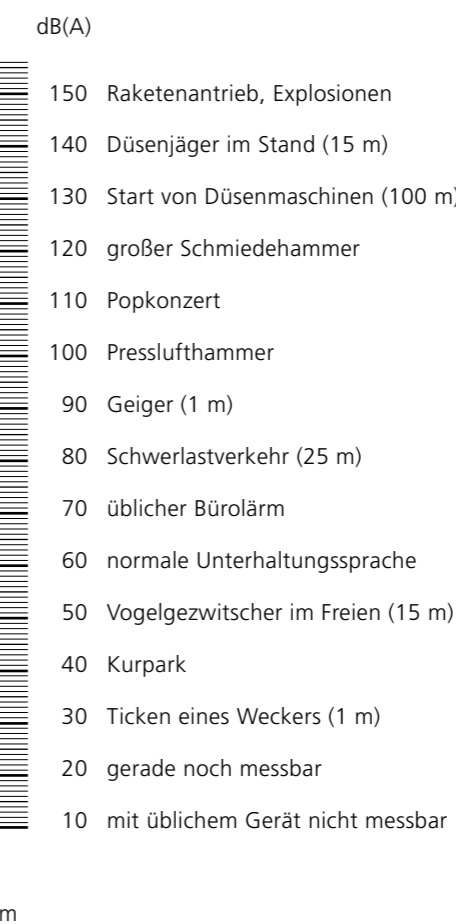 dB(A)
150 Raketenantrieb, Explosionen
140 Düsenjäger im Stand (15 m)
130 Start von Düsenmaschinen (100 m)
120 großer Schmiedehammer
110 Popkonzert
100 Presslufthammer
90 Geiger (1 m)
80 Schwerlastverkehr (25 m)
70 üblicher Bürolärm
60 normale Unterhaltungssprache
50 Vogelgezwitscher im Freien (15 m)
40 Kurpark
30 Ticken eines Weckers (1 m)
20 gerade noch messbar
10 mit üblichem Gerät nicht messbar
m